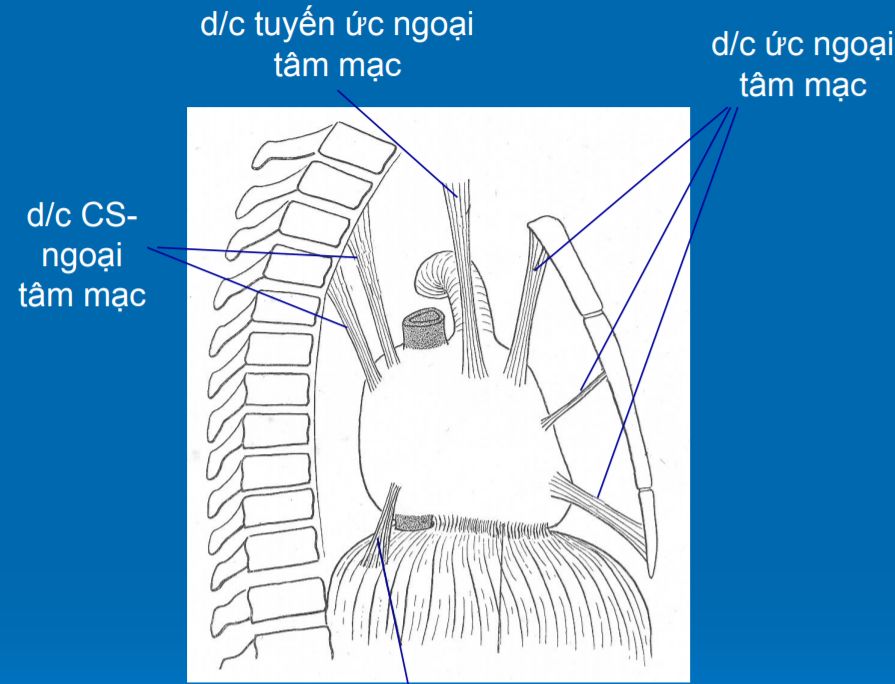 d/c tuyến ức ngoại
tâm mạc
d/c ức ngoại
tâm mạc
d/c CS-
ngoại
tâm mạc